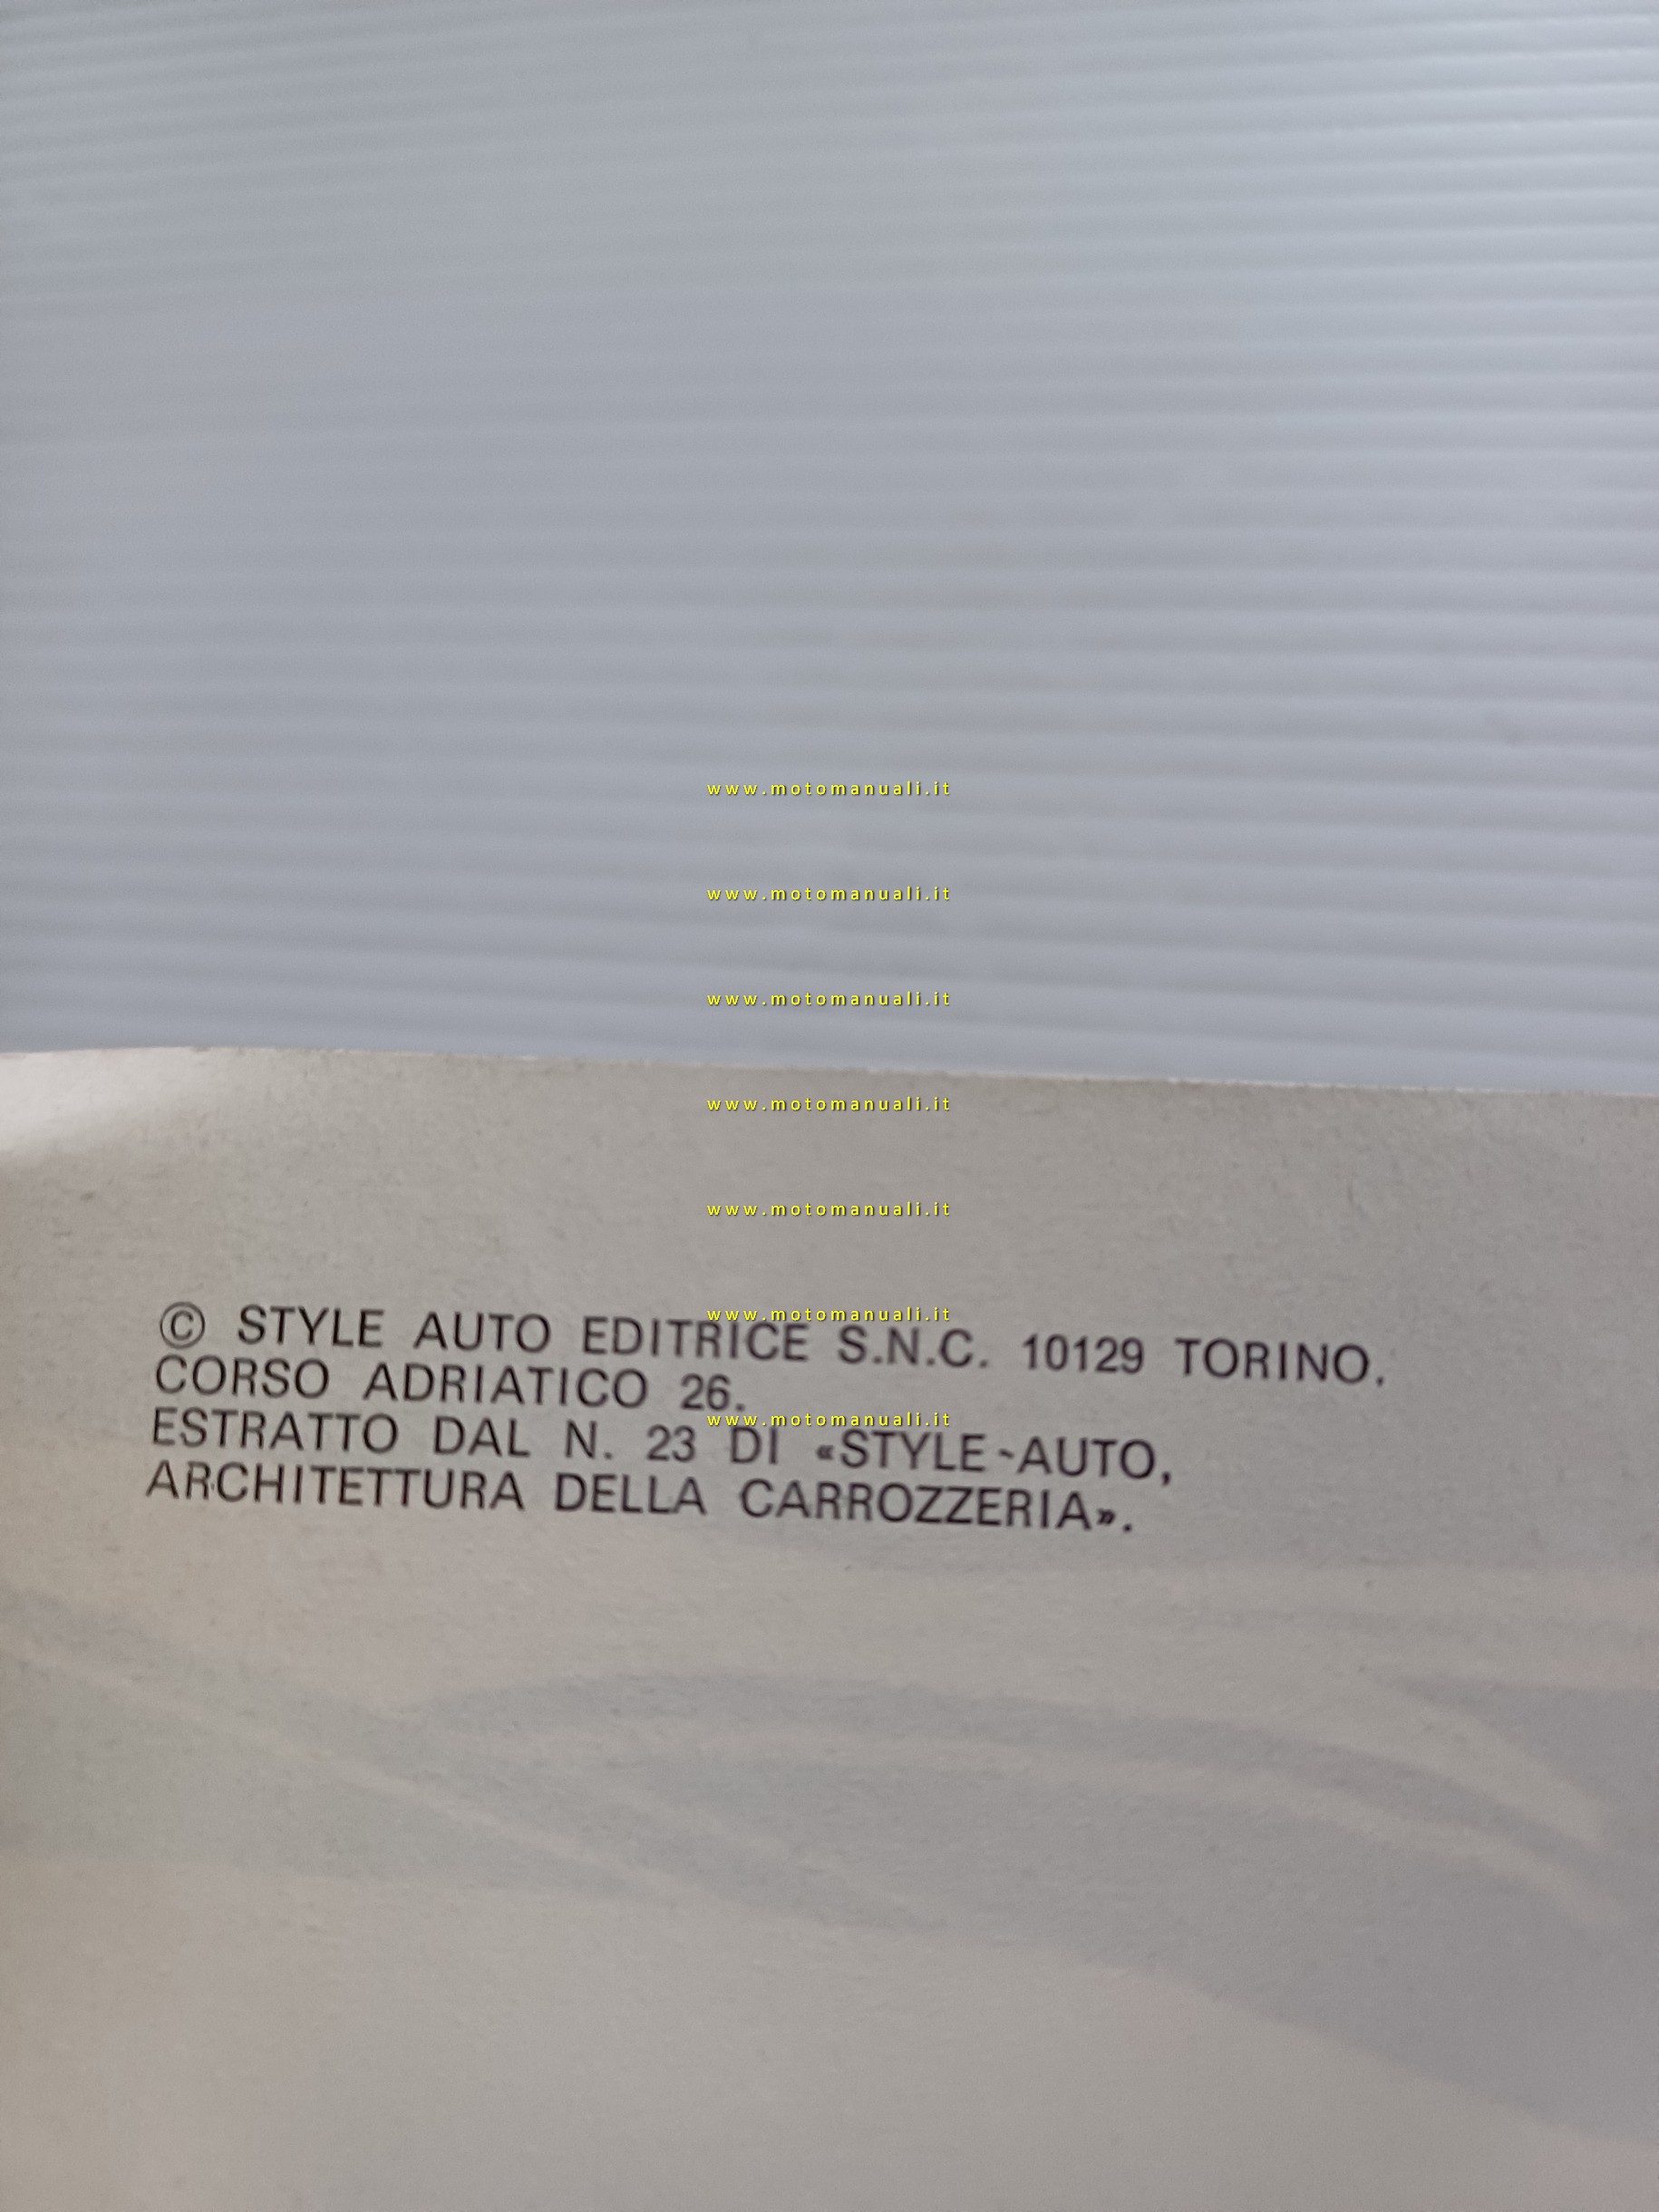 www.motomanuali.it
www.motomanuali.it
www.motomanuali.it
www.motomanuali.it
www.motomanuali.it
www.motomanuali.it
© STYLE AUTO EDITRICE S.N.C. 10129 TORINO.
CORSO ADRIATICO 26.
www.motomanuali.it
ESTRATTO DAL N. 23 DI «STYLE-AUTO,
ARCHITETTURA DELLA CARROZZERIA».